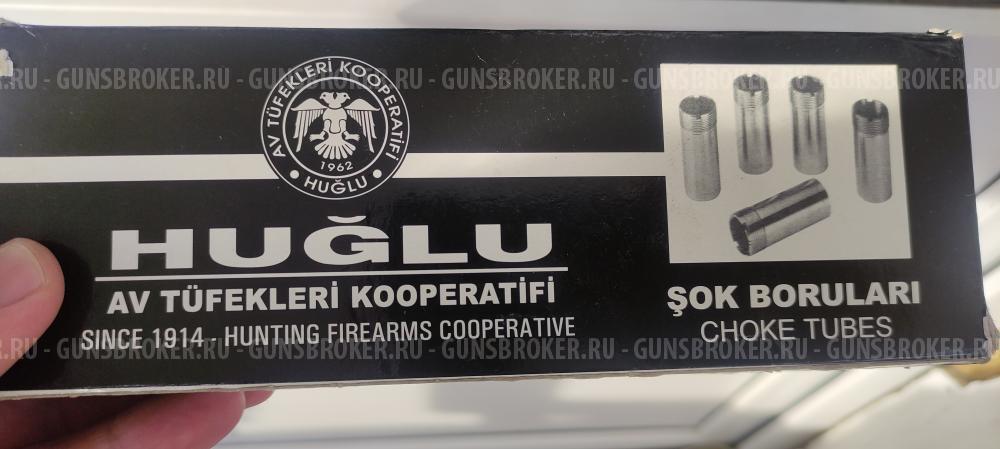 .RU - GUNSBROKER.RU - GUNSBROKER.RU - GUNSBROKER.RU - GUNSBROKER.RU - GUNSBROKER.RU
AV TÜFEKLERİ KOOPERATİFİ
1962
• HUĞLU •
HUĞLU
AV TÜFEKLERİ KOOPERATİFİ
SINCE 1914 - HUNTING FIREARMS COOPERATIVE
ŞOK BORULARI
CHOKE TUBES
.RU - GUNSBROKER.RU - GUNSBROKER.RU - GUNSBROKER.RU - GUNSBROKER.RU - GUNSBROKER.RU